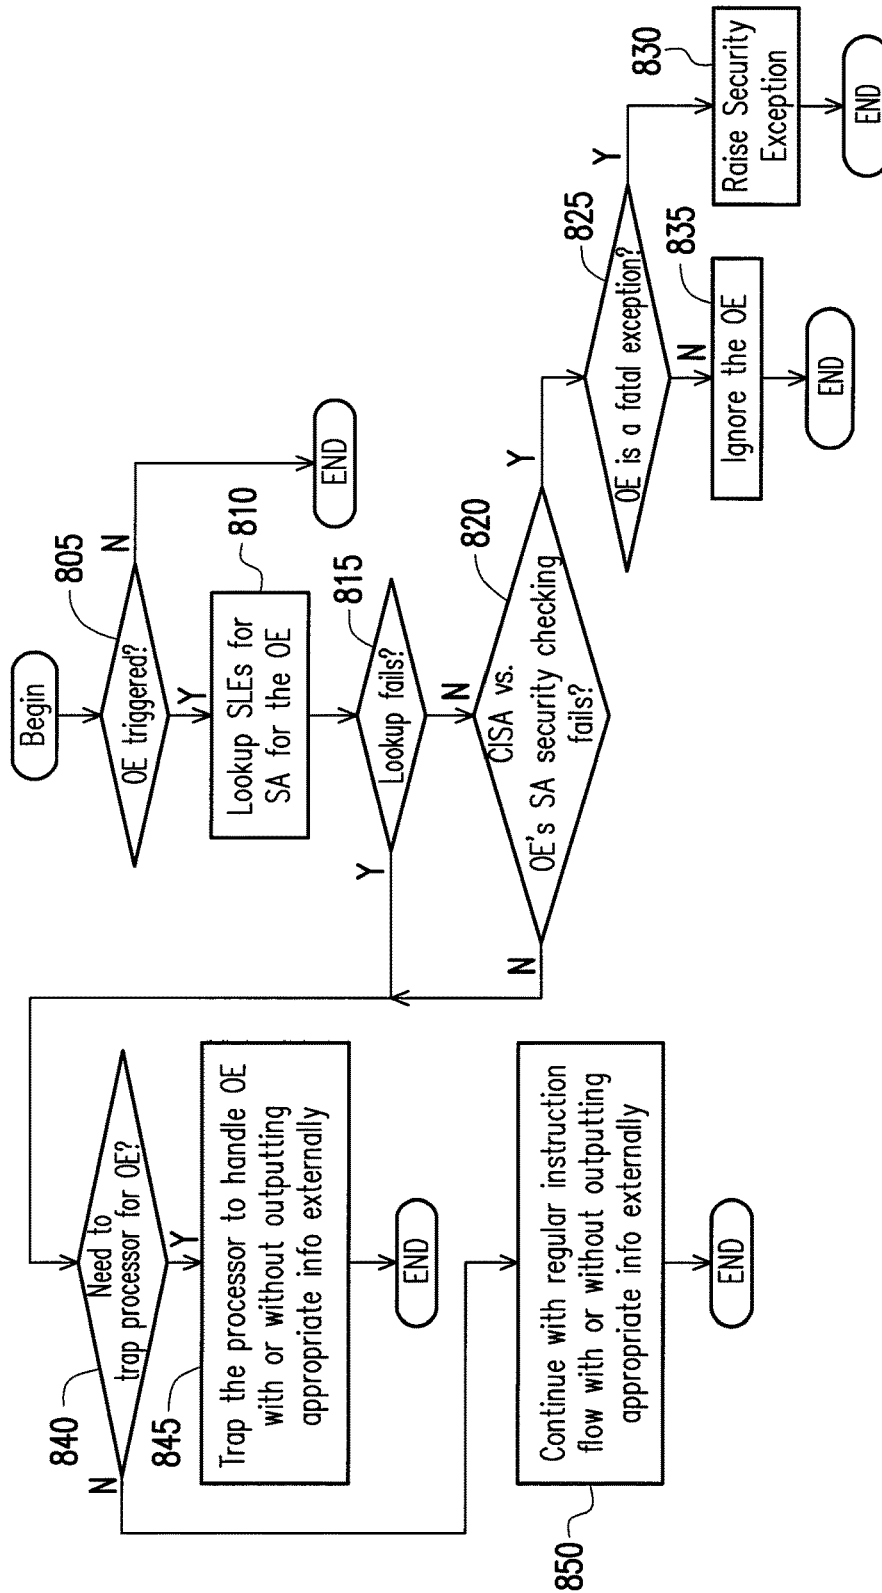 Begin
OE triggered?
805
N
Y
END
Lookup SLEs for
SA for the OE
810
Lookup fails?
815
Y
N
CISA vs.
OE's SA security checking
fails?
820
N
Y
OE is a fatal exception?
825
Y
N
Raise Security
Exception
830
END
Ignore the OE
835
END
Need to
trap processor for OE?
840
N
Y
Trap the processor to handle OE
with or without outputting
appropriate info externally
845
END
Continue with regular instruction
flow with or without outputing
appropriate info externally
850
END